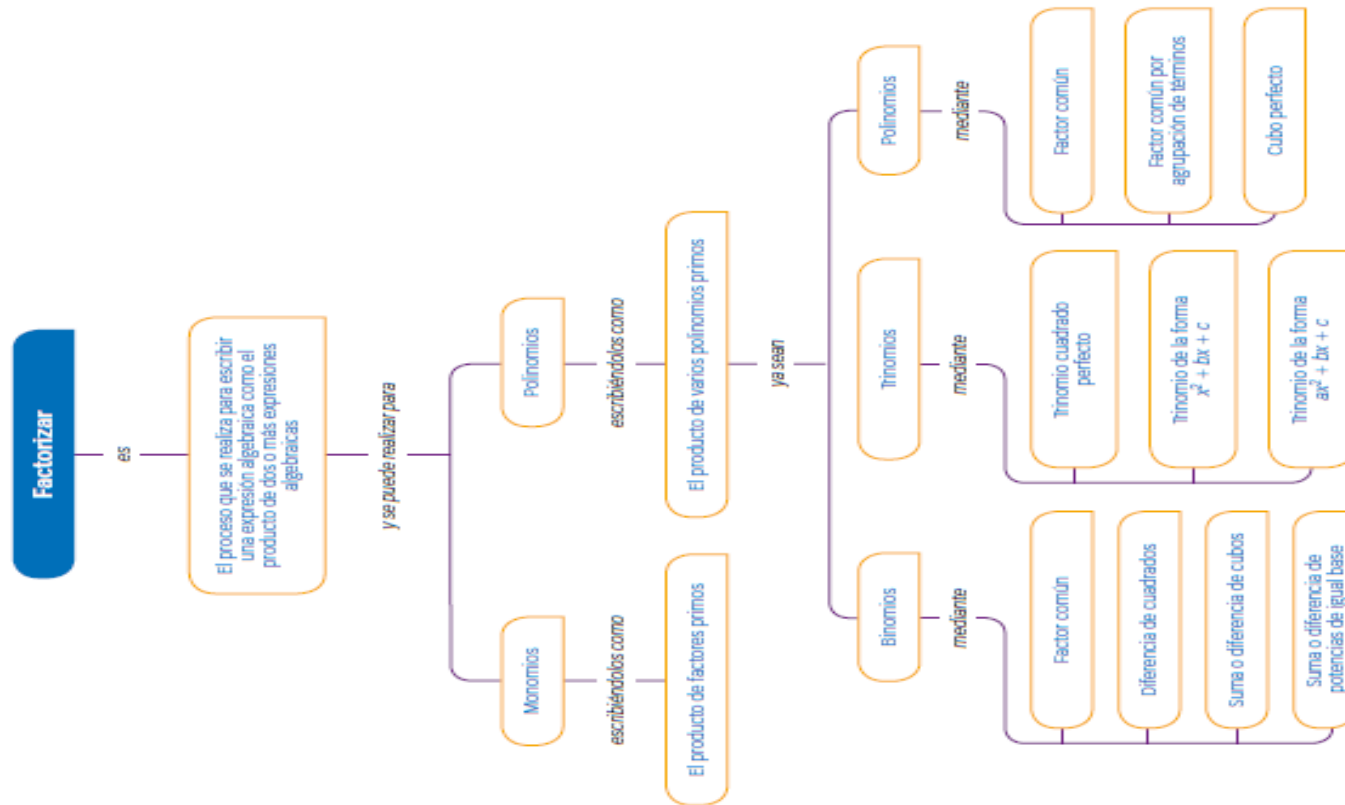 Factorizar
es
El proceso que se realiza para escribir
una expresión algebraica como el
producto de dos o más expresiones
algebraicas
y se puede realizar para
Monomios
escribiéndolos como
El producto de factores primos
Polinomios
escribiéndolos como
El producto de varios polinomios primos
ya sean
Binomios
mediante
Factor común
Diferencia de cuadrados
Suma o diferencia de cubos
Suma o diferencia de
potencias de igual base
Trinomios
mediante
Trinomio cuadrado
perfecto
Trinomio de la forma
x² + bx + c
Trinomio de la forma
ax² + bx + c
Polinomios
mediante
Factor común
Factor común por
agrupación de términos
Cubo perfecto